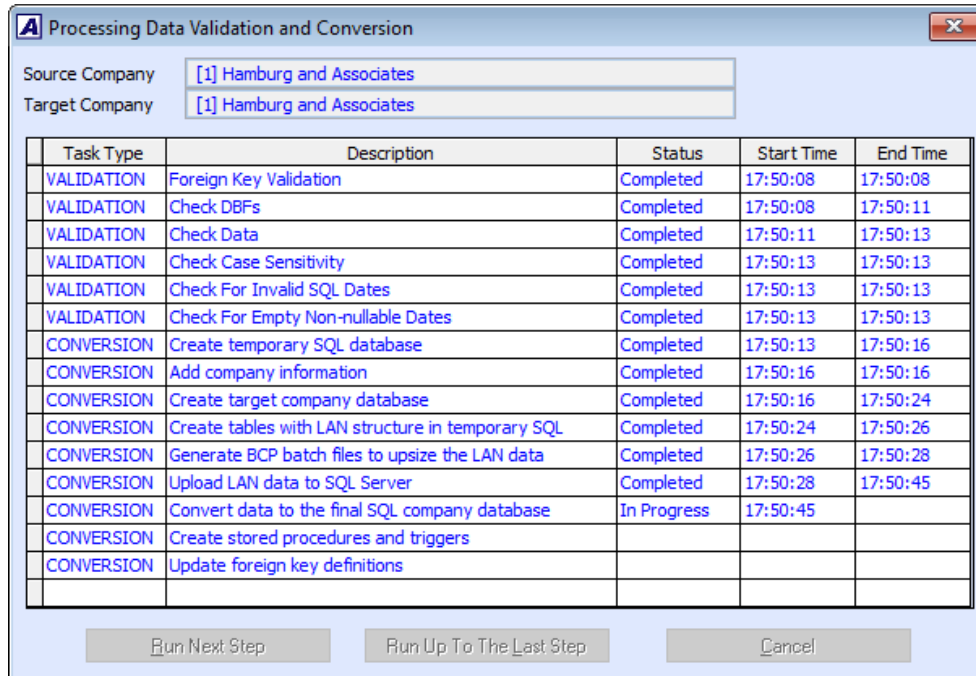 A Processing Data Validation and Conversion
Source Company [1] Hamburg and Associates
Target Company [1] Hamburg and Associates
Task Type Description Status Start Time End Time
VALIDATION Foreign Key Validation Completed 17:50:08 17:50:08
VALIDATION Check DBFs Completed 17:50:08 17:50:11
VALIDATION Check Data Completed 17:50:11 17:50:13
VALIDATION Check Case Sensitivity Completed 17:50:13 17:50:13
VALIDATION Check For Invalid SQL Dates Completed 17:50:13 17:50:13
VALIDATION Check For Empty Non-nullable Dates Completed 17:50:13 17:50:13
CONVERSION Create temporary SQL database Completed 17:50:13 17:50:16
CONVERSION Add company information Completed 17:50:16 17:50:16
CONVERSION Create target company database Completed 17:50:16 17:50:24
CONVERSION Create tables with LAN structure in temporary SQL Completed 17:50:24 17:50:26
CONVERSION Generate BCP batch files to upsize the LAN data Completed 17:50:26 17:50:28
CONVERSION Upload LAN data to SQL Server Completed 17:50:28 17:50:45
CONVERSION Convert data to the final SQL company database In Progress 17:50:45
CONVERSION Create stored procedures and triggers
CONVERSION Update foreign key definitions
Run Next Step Run Up To The Last Step Cancel